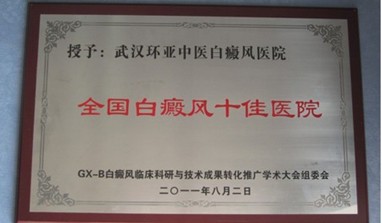 授予：武汉环亚中医白癜风医院
全国白癜风十佳医院
GX-B白癜风临床科研与技术成果转化推广学术大会组委会
二〇一一年八月二日